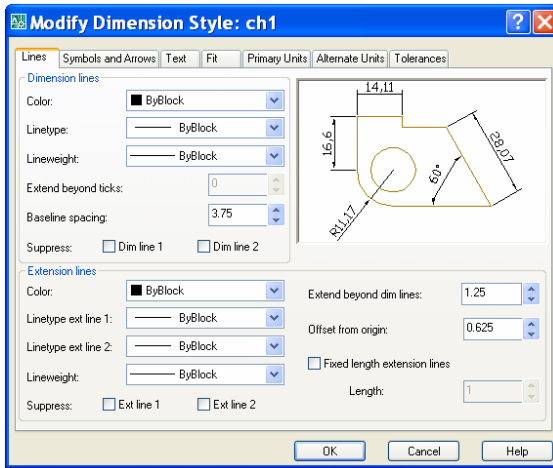 Modify Dimension Style: ch1
Lines Symbols and Arrows Text Fit Primary Units Alternate Units Tolerances
Dimension lines
Color: ByBlock
Linetype: ByBlock
Lineweight: ByBlock
Extend beyond ticks: 0
Baseline spacing: 3.75
Suppress: Dim line 1 Dim line 2
14,11
16,6
28,07
60°
R11,17
Extension lines
Color: ByBlock
Linetype ext line 1: ByBlock
Linetype ext line 2: ByBlock
Lineweight: ByBlock
Suppress: Ext line 1 Ext line 2
Extend beyond dim lines: 1.25
Offset from origin: 0.625
Fixed length extension lines
Length: 1
OK Cancel Help